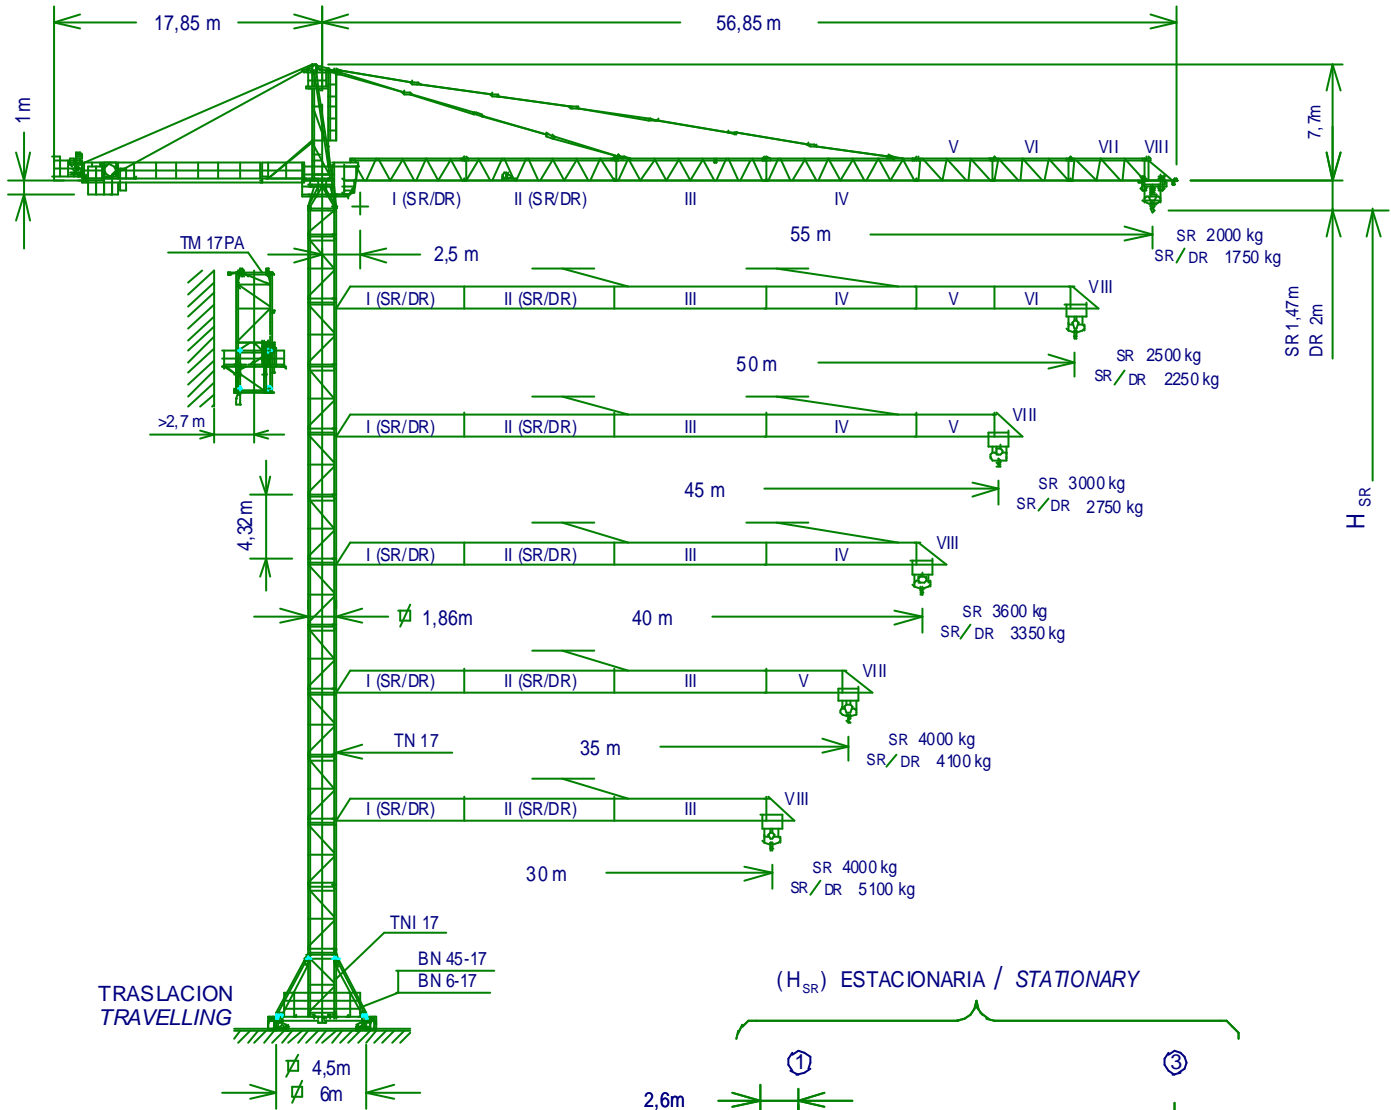 17,85 m
56,85 m
1m
7,7m
V VI VII VIII
I (SR/DR) II (SR/DR) III IV
55 m
SR 2000 kg
SR/DR 1750 kg
TM 17PA
2,5 m
I (SR/DR) II (SR/DR) III IV V VI VIII
50 m
SR 2500 kg
SR/DR 2250 kg
SR1,47m
DR 2m
>2,7 m
I (SR/DR) II (SR/DR) III IV V VIII
45 m
SR 3000 kg
SR/DR 2750 kg
H SR
4,32m
I (SR/DR) II (SR/DR) III IV VIII
1,86m
40 m
SR 3600 kg
SR/DR 3350 kg
I (SR/DR) II (SR/DR) III V VIII
TN 17
35 m
SR 4000 kg
SR/DR 4100 kg
I (SR/DR) II (SR/DR) III VIII
30 m
SR 4000 kg
SR/DR 5100 kg
TNI 17
BN 45-17
BN 6-17
TRASLACION
TRAVELLING
(HSR) ESTACIONARIA / STATIONARY
4,5m
6m
1
3
2,6m